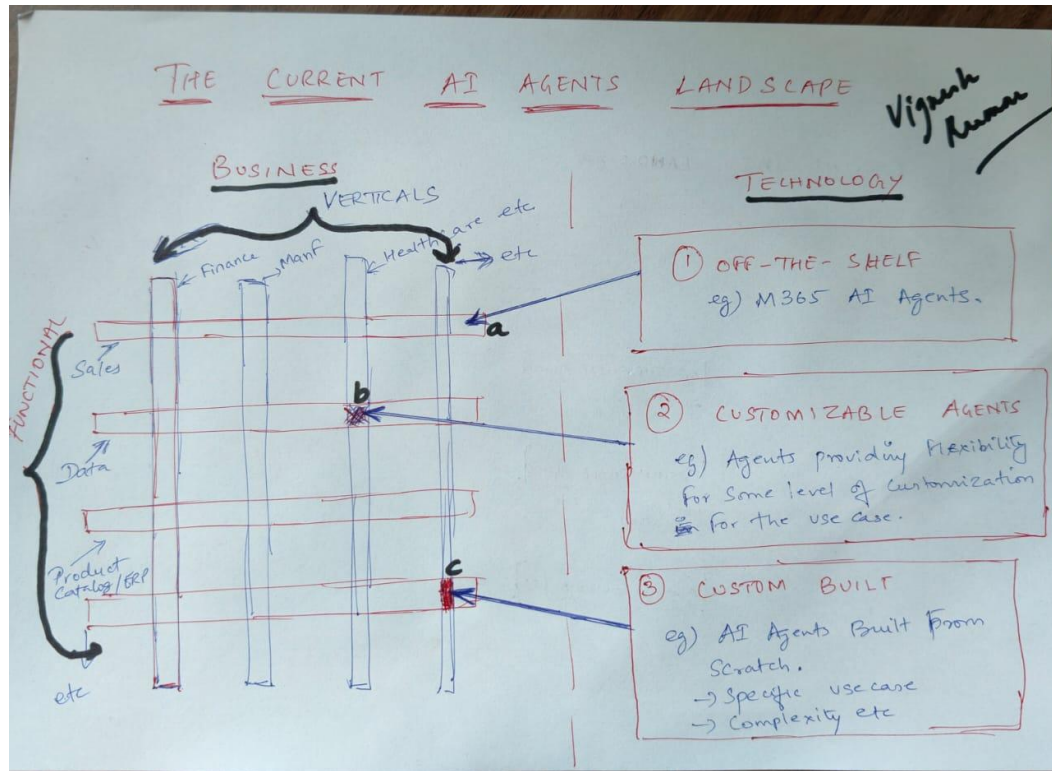 THE CURRENT AI AGENTS LANDSCAPE
Vignesh
Kumar
BUSINESS
VERTICALS
Finance
Manf
Healthcare etc
etc
FUNCTIONAL
Sales
Data
Product
Catalog/ERP
etc
a
b
c
TECHNOLOGY
1 OFF-THE-SHELF
eg) M365 AI Agents.
2 CUSTOMIZABLE AGENTS
eg) Agents providing Flexibility
For Some level of Customization
For the use case.
3 CUSTOM BUILT
eg) AI Agents Built From
Scratch.
→ Specific use case
→ Complexity etc